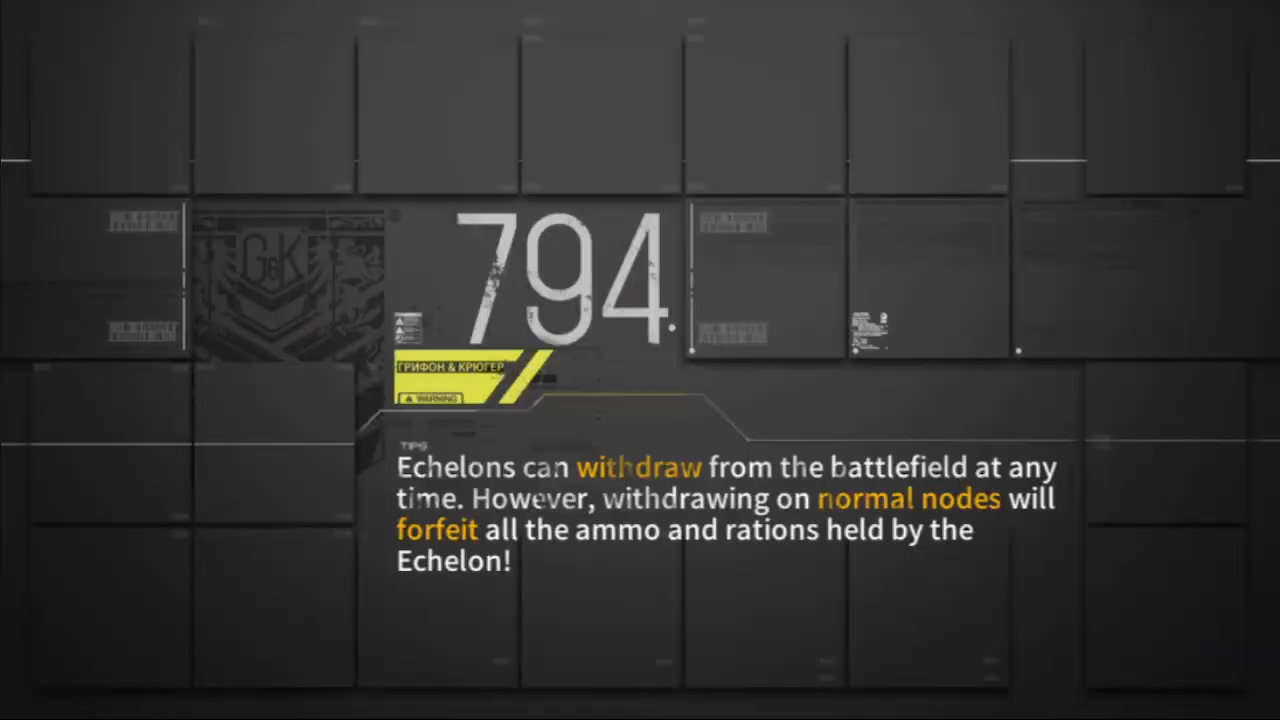 G&K
794.
ГРИФОН & КРЮГЕР
WARNING
TIPS
Echelons can withdraw from the battlefield at any
time. However, withdrawing on normal nodes will
forfeit all the ammo and rations held by the
Echelon!